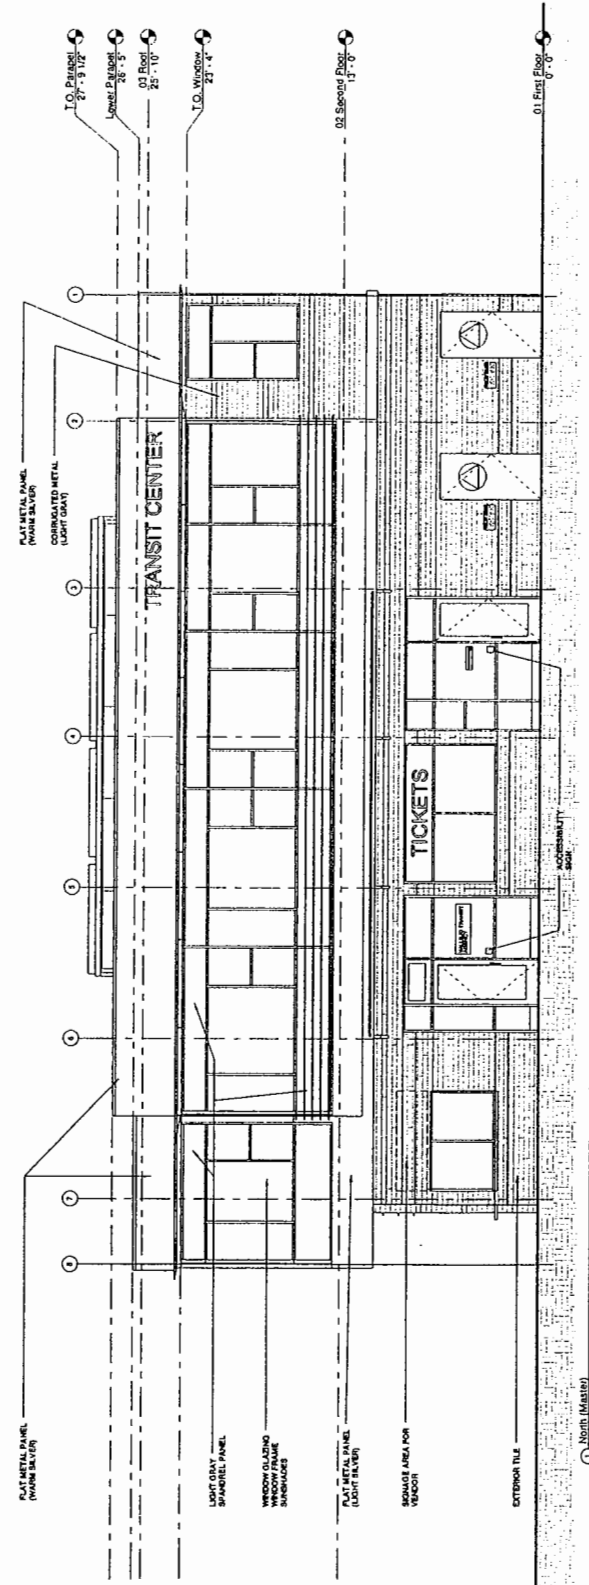 T.O. Parapet
27' - 9 1/2"
Lower Parapet
26' - 5"
03 Roof
25' - 10"
T.O. Window
23' - 4"
02 Second Floor
13' - 0"
01 First Floor
0' - 0"
FLAT METAL PANEL
(WARM SILVER)
CORRUGATED METAL
(LIGHT GRAY)
1
2
3
4
5
6
7
8
TRANSIT CENTER
TICKETS
ACCESSIBILITY
SIGN
FLAT METAL PANEL
(WARM SILVER)
LIGHT GRAY
SPANDREL PANEL
WINDOW GLAZING
WINDOW FRAME
SUNSHADES
FLAT METAL PANEL
(LIGHT SILVER)
SIGNAGE AREA FOR
VENDOR
EXTERIOR TILE
1 North (Master)